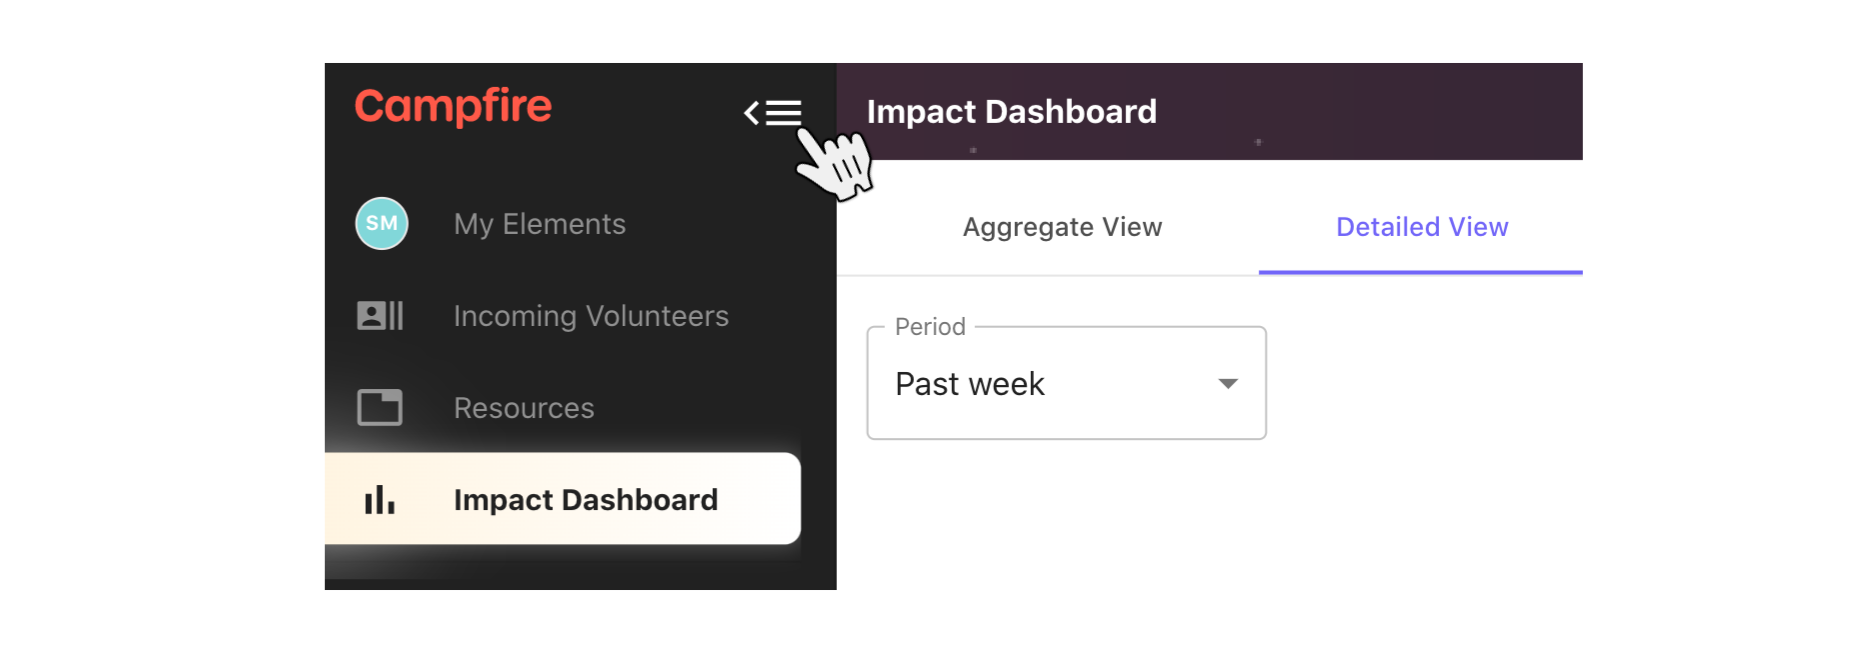 Campfire
SM
My Elements
Incoming Volunteers
Resources
Impact Dashboard
Impact Dashboard
Aggregate View
Detailed View
Period
Past week